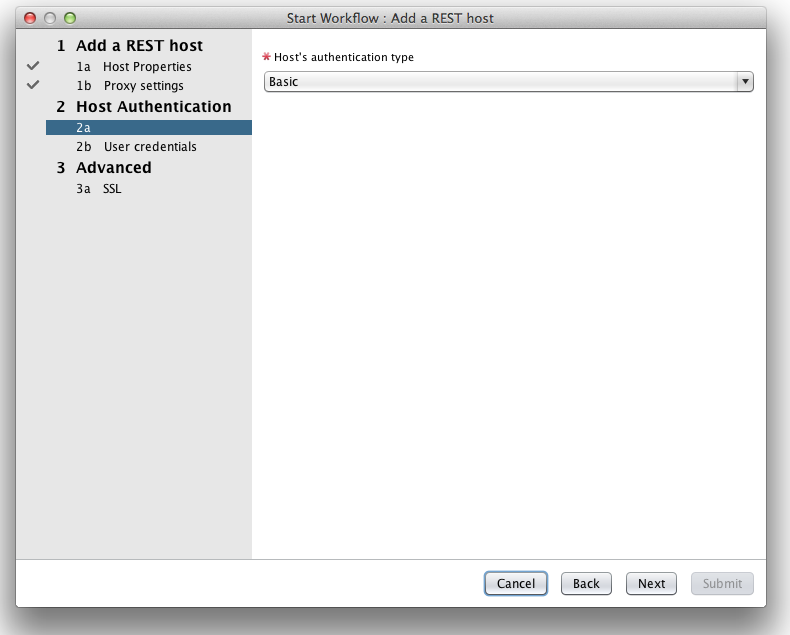 Start Workflow : Add a REST host
1 Add a REST host
1a Host Properties
1b Proxy settings
2 Host Authentication
2a
2b User credentials
3 Advanced
3a SSL
* Host's authentication type
Basic
Cancel Back Next Submit